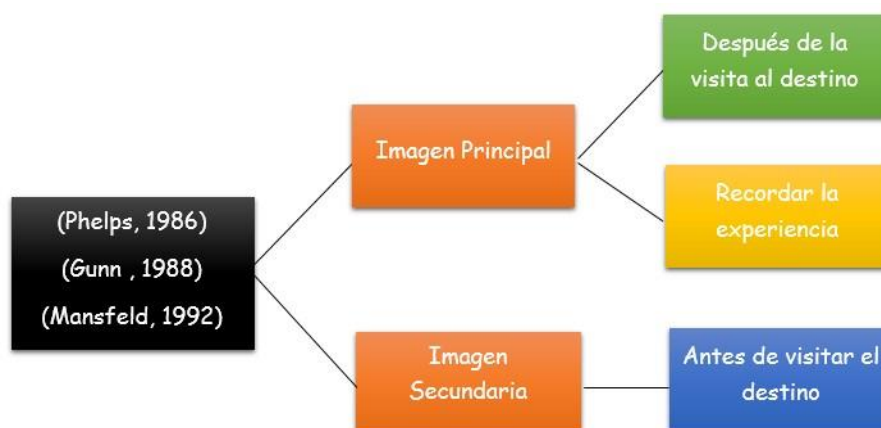 (Phelps, 1986)
(Gunn , 1988)
(Mansfeld, 1992)
Imagen Principal
Después de la
visita al destino
Recordar la
experiencia
Imagen
Secundaria
Antes de visitar el
destino